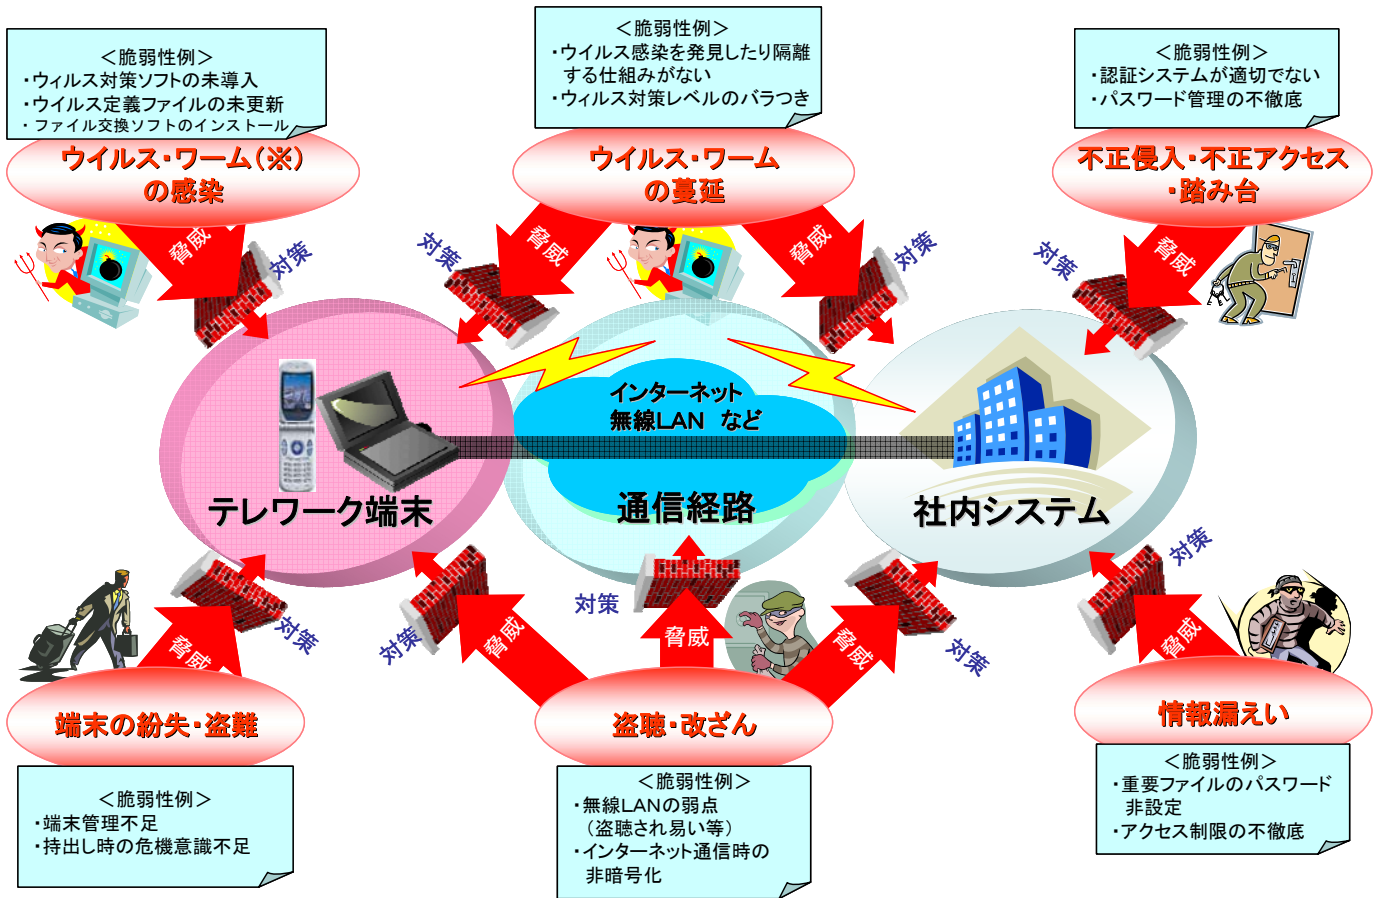 ＜脆弱性例＞
・ウィルス対策ソフトの未導入
・ウイルス定義ファイルの未更新
・ファイル交換ソフトのインストール
ウイルス・ワーム（※）
の感染
＜脆弱性例＞
・ウイルス感染を発見したり隔離
する仕組みがない
・ウィルス対策レベルのバラつき
ウイルス・ワーム
の蔓延
＜脆弱性例＞
・認証システムが適切でない
・パスワード管理の不徹底
不正侵入・不正アクセス
・踏み台
脅威
対策
対策
脅威
脅威
対策
対策
脅威
インターネット
無線ＬＡＮ など
テレワーク端末
通信経路
社内システム
脅威
対策
対策
脅威
対策
脅威
脅威
対策
対策
脅威
端末の紛失・盗難
＜脆弱性例＞
・端末管理不足
・持出し時の危機意識不足
盗聴・改ざん
＜脆弱性例＞
・無線ＬＡＮの弱点
（盗聴され易い等）
・インターネット通信時の
非暗号化
情報漏えい
＜脆弱性例＞
・重要ファイルのパスワード
非設定
・アクセス制限の不徹底